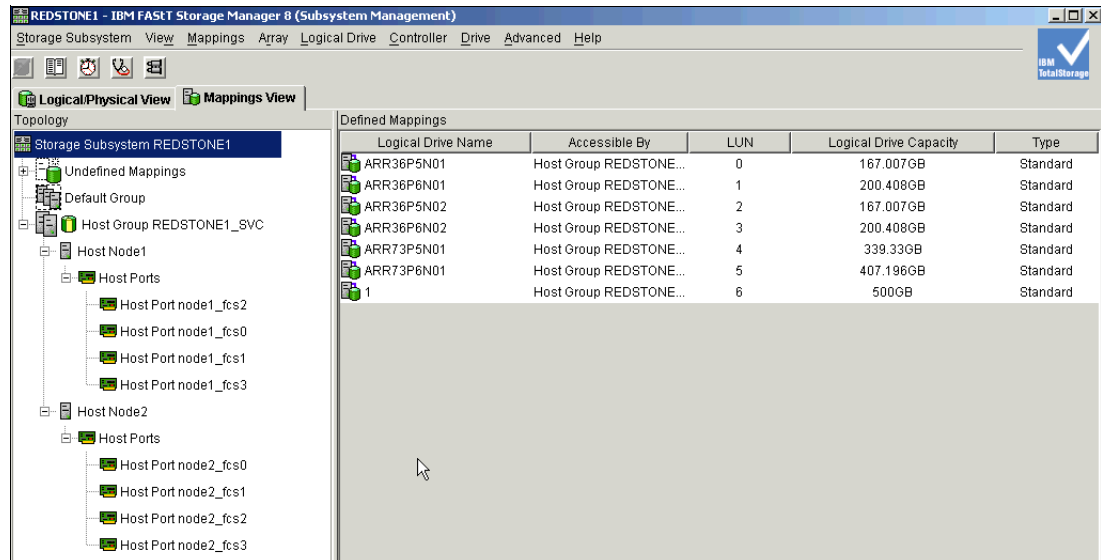 REDSTONE1 - IBM FAStT Storage Manager 8 (Subsystem Management)
Storage Subsystem View Mappings Array Logical Drive Controller Drive Advanced Help
IBM
TotalStorage
Logical/Physical View Mappings View
Topology
Storage Subsystem REDSTONE1
Undefined Mappings
Default Group
Host Group REDSTONE1_SVC
Host Node1
Host Ports
Host Port node1_fcs2
Host Port node1_fcs0
Host Port node1_fcs1
Host Port node1_fcs3
Host Node2
Host Ports
Host Port node2_fcs0
Host Port node2_fcs1
Host Port node2_fcs2
Host Port node2_fcs3
Defined Mappings
Logical Drive Name Accessible By LUN Logical Drive Capacity Type
ARR36P5N01 Host Group REDSTONE... 0 167.007GB Standard
ARR36P6N01 Host Group REDSTONE... 1 200.408GB Standard
ARR36P5N02 Host Group REDSTONE... 2 167.007GB Standard
ARR36P6N02 Host Group REDSTONE... 3 200.408GB Standard
ARR73P5N01 Host Group REDSTONE... 4 339.33GB Standard
ARR73P6N01 Host Group REDSTONE... 5 407.196GB Standard
1 Host Group REDSTONE... 6 500GB Standard